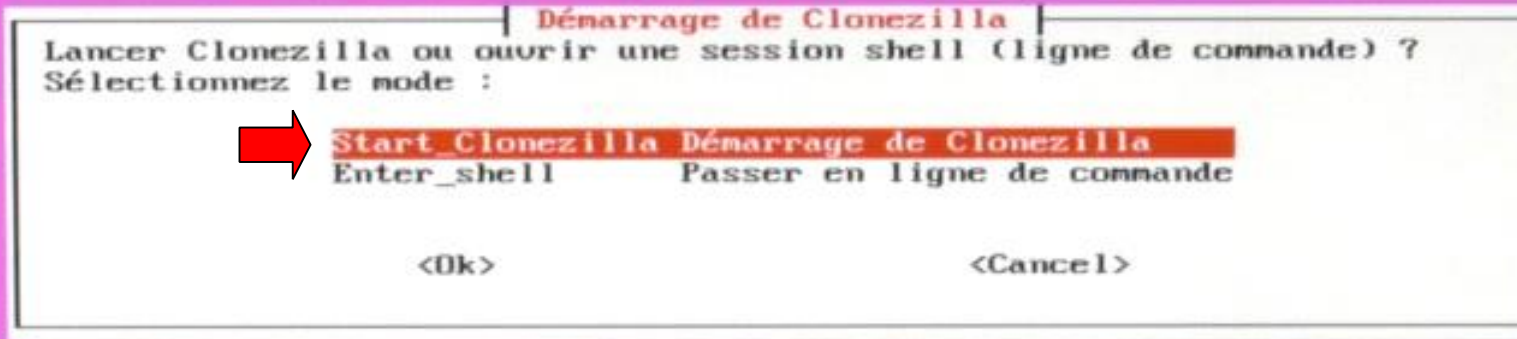 Démarrage de Clonezilla
Lancer Clonezilla ou ouvrir une session shell (ligne de commande) ?
Sélectionnez le mode :
Start_Clonezilla Démarrage de Clonezilla
Enter_shell Passer en ligne de commande
<Ok> <Cancel>